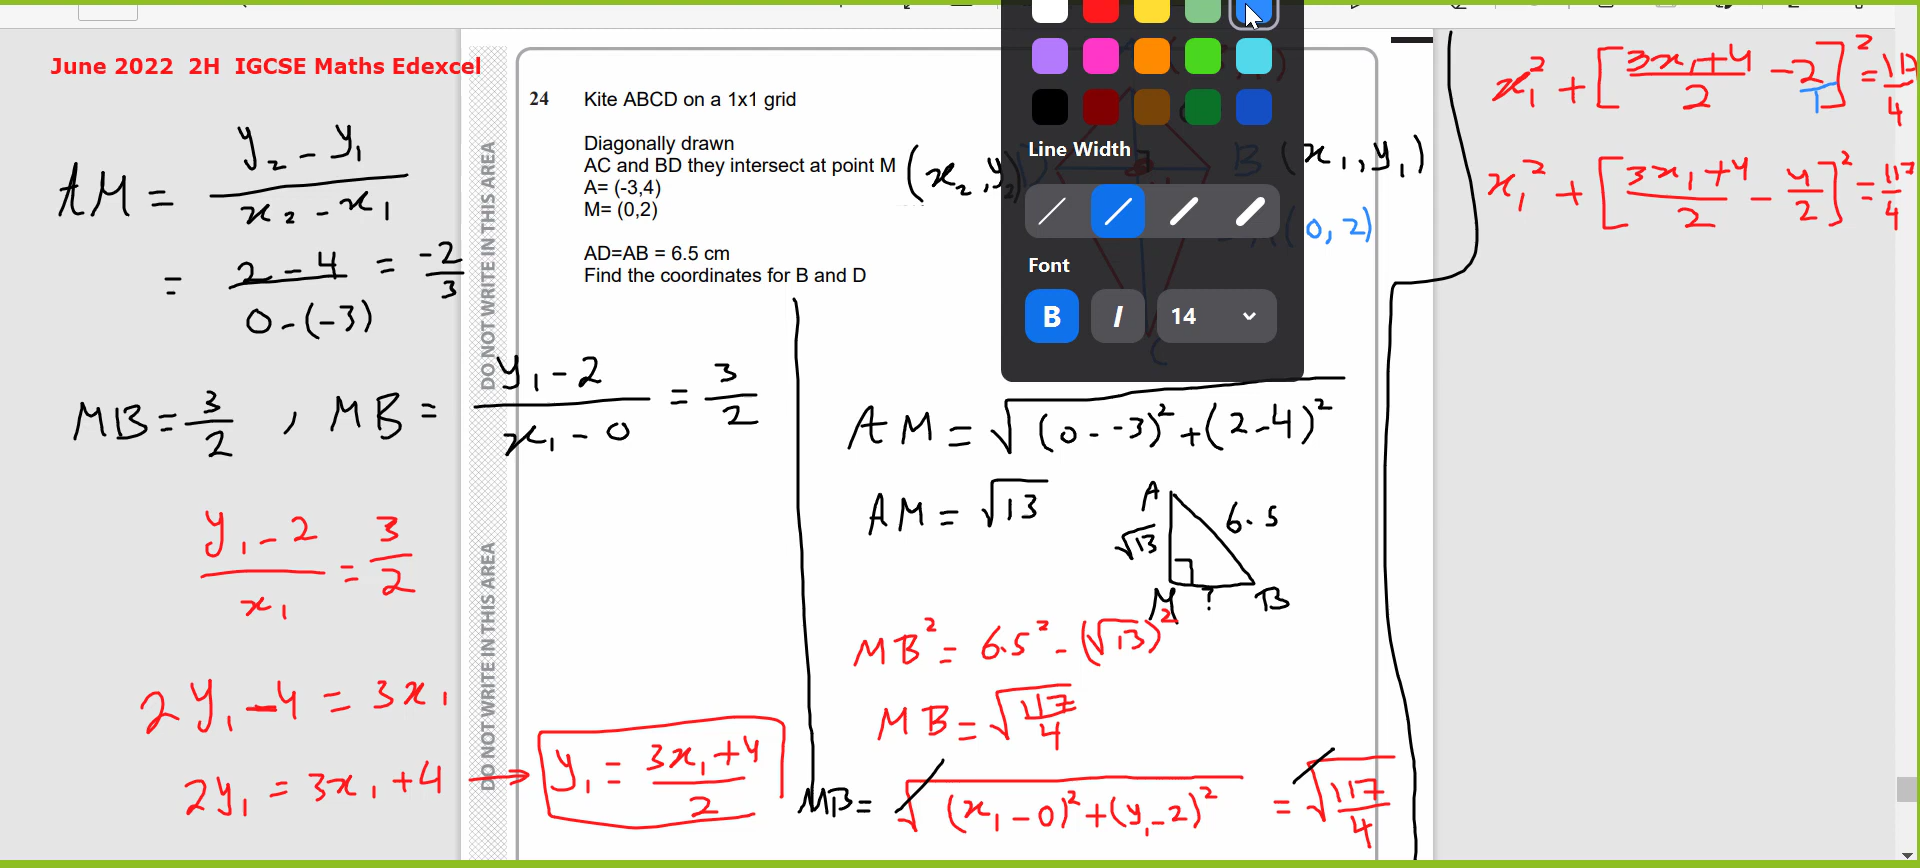 June 2022 2H IGCSE Maths Edexcel
AM = (y₂ - y₁)/(x₂ - x₁)
= (2 - 4)/(0 - (-3)) = -2/3
MB = 3/2 , MB = (y₁ - 2)/(x₁ - 0) = 3/2
(y₁ - 2)/x₁ = 3/2
2y₁ - 4 = 3x₁
2y₁ = 3x₁ + 4 → y₁ = (3x₁ + 4)/2
DO NOT WRITE IN THIS AREA
DO NOT WRITE IN THIS AREA
24 Kite ABCD on a 1x1 grid
Diagonally drawn
AC and BD they intersect at point M
A= (-3,4)
M= (0,2)
AD=AB = 6.5 cm
Find the coordinates for B and D
(x₂, y₂)
B (x₁, y₁)
(0, 2)
C
Line Width
Font
B I 14
AM = √((0 - -3)² + (2-4)²)
AM = √13
A
√13 6.5
M ? B
MB² = 6.5² - (√13)²
MB = √(117/4)
MB = √((x₁ - 0)² + (y₁ - 2)²) = √(117/4)
x₁² + [(3x₁+4)/2 - 2/1]² = 117/4
x₁² + [(3x₁+4)/2 - 4/2]² = 117/4